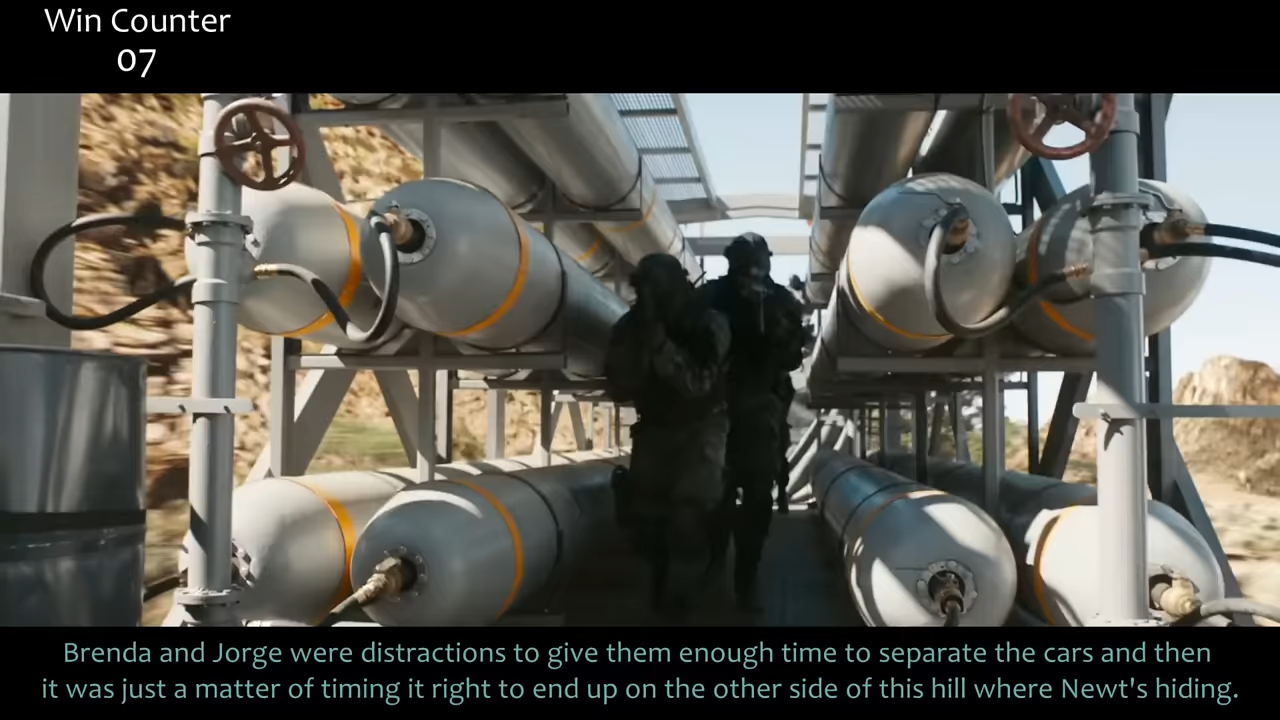 Win Counter
07
Brenda and Jorge were distractions to give them enough time to separate the cars and then
it was just a matter of timing it right to end up on the other side of this hill where Newt's hiding.